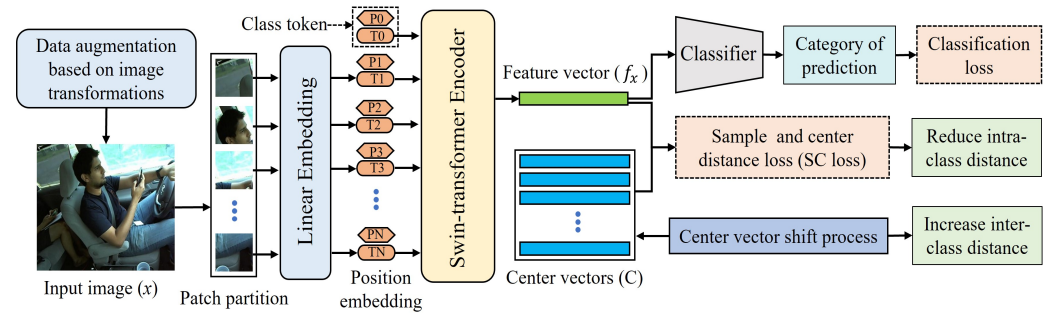 Data augmentation
based on image
transformations
Input image (x)
Patch partition
Linear Embedding
Class token
P0
T0
P1
T1
P2
T2
P3
T3
PN
TN
Position
embedding
Swin-transformer Encoder
Feature vector (fₓ)
Center vectors (C)
Classifier
Category of
prediction
Classification
loss
Sample and center
distance loss (SC loss)
Reduce intra-
class distance
Center vector shift process
Increase inter-
class distance